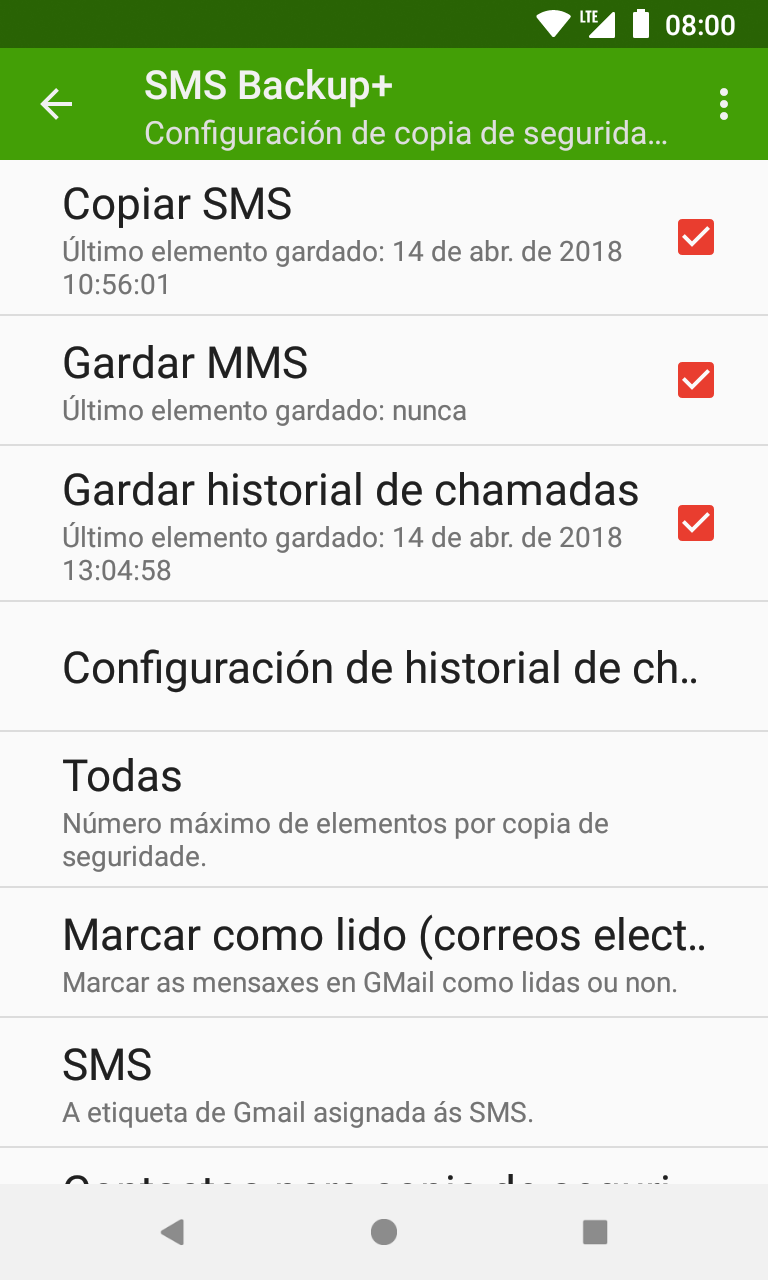 LTE 08:00
SMS Backup+
Configuración de copia de segurida…
Copiar SMS
Último elemento gardado: 14 de abr. de 2018
10:56:01
Gardar MMS
Último elemento gardado: nunca
Gardar historial de chamadas
Último elemento gardado: 14 de abr. de 2018
13:04:58
Configuración de historial de ch..
Todas
Número máximo de elementos por copia de
seguridade.
Marcar como lido (correos elect..
Marcar as mensaxes en GMail como lidas ou non.
SMS
A etiqueta de Gmail asignada ás SMS.